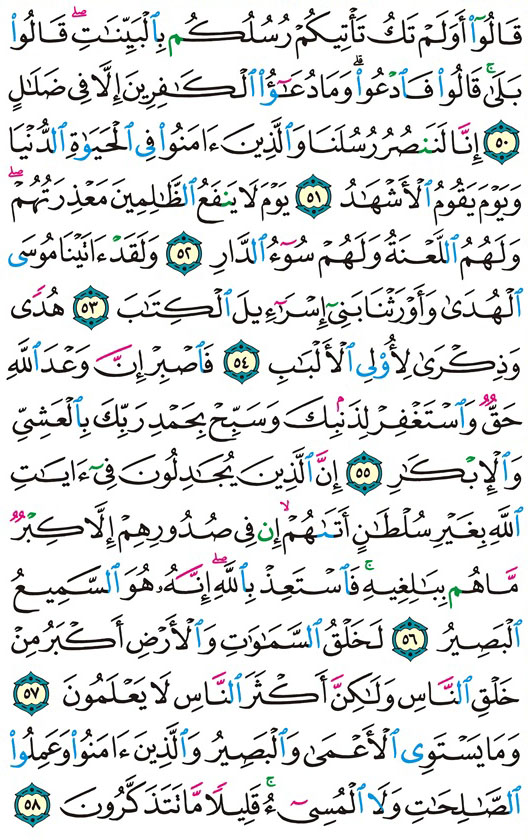 قَالُوٓا۟ أَوَلَمْ تَكُ تَأْتِيكُمْ رُسُلُكُم بِٱلْبَيِّنَـٰتِ ۖ قَالُوا۟
بَلَىٰ ۚ قَالُوا۟ فَٱدْعُوا۟ ۗ وَمَا دُعَـٰٓؤُا۟ ٱلْكَـٰفِرِينَ إِلَّا فِى ضَلَـٰلٍ
٥٠ إِنَّا لَنَنصُرُ رُسُلَنَا وَٱلَّذِينَ ءَامَنُوا۟ فِى ٱلْحَيَوٰةِ ٱلدُّنْيَا
وَيَوْمَ يَقُومُ ٱلْأَشْهَـٰدُ ٥١ يَوْمَ لَا يَنفَعُ ٱلظَّـٰلِمِينَ مَعْذِرَتُهُمْ ۖ
وَلَهُمُ ٱللَّعْنَةُ وَلَهُمْ سُوٓءُ ٱلدَّارِ ٥٢ وَلَقَدْ ءَاتَيْنَا مُوسَى
ٱلْهُدَىٰ وَأَوْرَثْنَا بَنِىٓ إِسْرَٰٓءِيلَ ٱلْكِتَـٰبَ ٥٣ هُدًى
وَذِكْرَىٰ لِأُو۟لِى ٱلْأَلْبَـٰبِ ٥٤ فَٱصْبِرْ إِنَّ وَعْدَ ٱللَّهِ
حَقٌّ وَٱسْتَغْفِرْ لِذَنۢبِكَ وَسَبِّحْ بِحَمْدِ رَبِّكَ بِٱلْعَشِىِّ
وَٱلْإِبْكَـٰرِ ٥٥ إِنَّ ٱلَّذِينَ يُجَـٰدِلُونَ فِىٓ ءَايَـٰتِ
ٱللَّهِ بِغَيْرِ سُلْطَـٰنٍ أَتَىٰهُمْ ۙ إِن فِى صُدُورِهِمْ إِلَّا كِبْرٌ
مَّا هُم بِبَـٰلِغِيهِ ۚ فَٱسْتَعِذْ بِٱللَّهِ ۖ إِنَّهُۥ هُوَ ٱلسَّمِيعُ
ٱلْبَصِيرُ ٥٦ لَخَلْقُ ٱلسَّمَـٰوَٰتِ وَٱلْأَرْضِ أَكْبَرُ مِنْ
خَلْقِ ٱلنَّاسِ وَلَـٰكِنَّ أَكْثَرَ ٱلنَّاسِ لَا يَعْلَمُونَ ٥٧
وَمَا يَسْتَوِى ٱلْأَعْمَىٰ وَٱلْبَصِيرُ وَٱلَّذِينَ ءَامَنُوا۟ وَعَمِلُوا۟
ٱلصَّـٰلِحَـٰتِ وَلَا ٱلْمُسِىٓءُ ۚ قَلِيلًا مَّا تَتَذَكَّرُونَ ٥٨